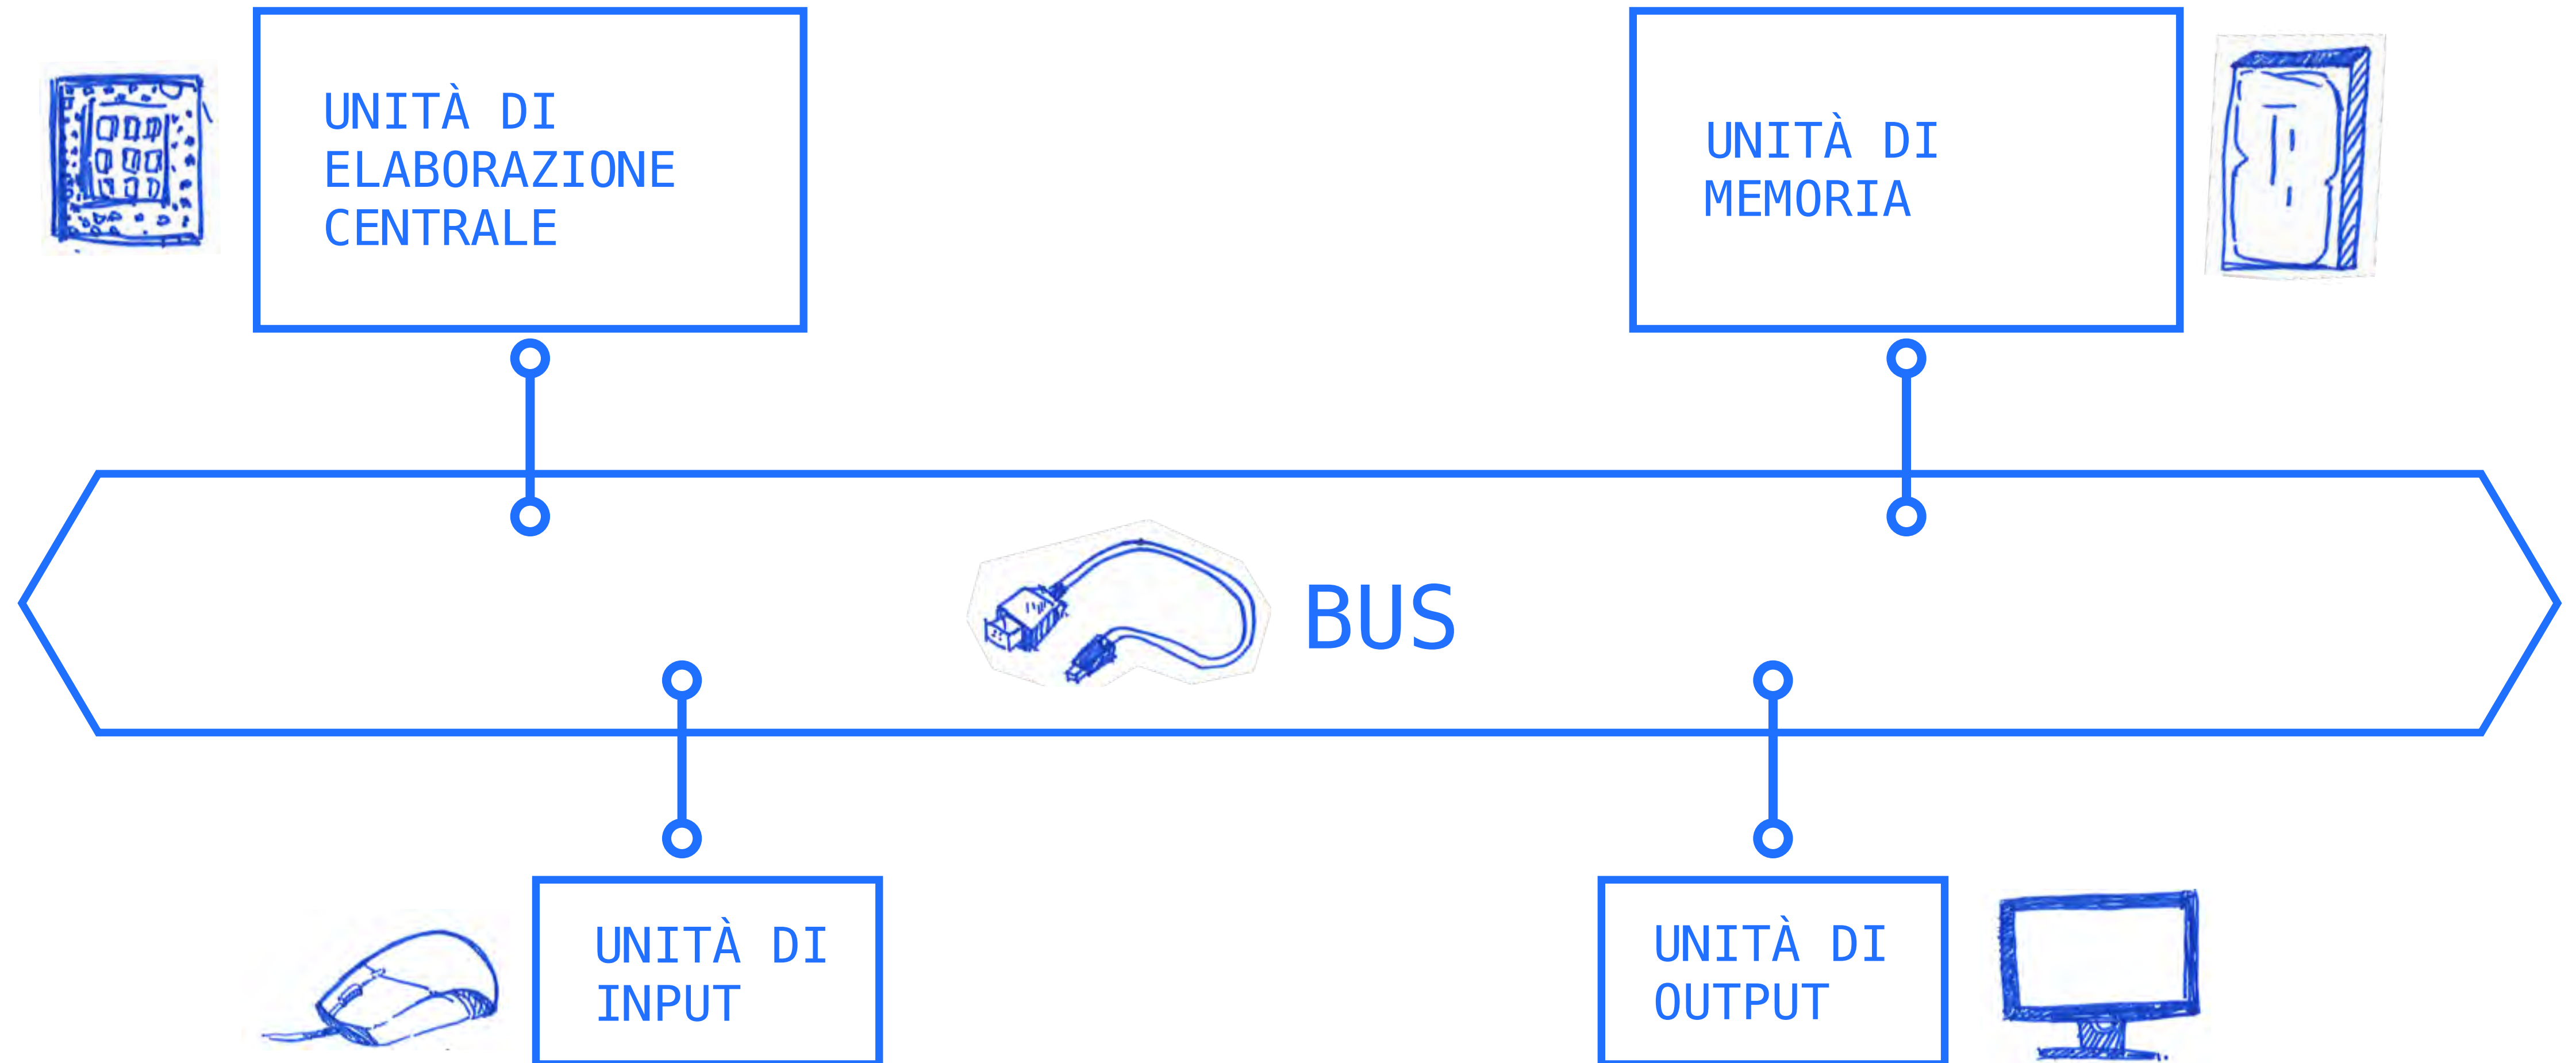 UNITÀ DI
ELABORAZIONE
CENTRALE
UNITÀ DI
MEMORIA
BUS
UNITÀ DI
INPUT
UNITÀ DI
OUTPUT